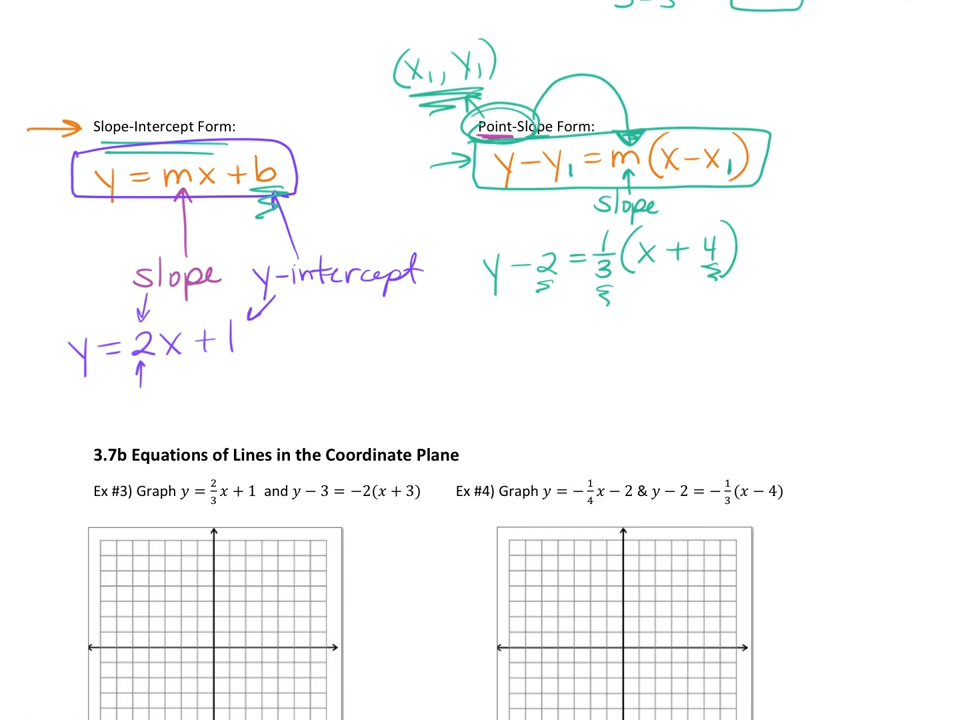 (x₁, y₁)
Slope-Intercept Form:
y = mx + b
slope
y-intercept
y = 2x + 1
Point-Slope Form:
y - y₁ = m(x - x₁)
slope
y - 2 = 1/3 (x + 4)
3.7b Equations of Lines in the Coordinate Plane
Ex #3) Graph y = 2/3 x + 1 and y − 3 = −2(x + 3)
Ex #4) Graph y = − 1/4 x − 2 & y − 2 = − 1/3 (x − 4)